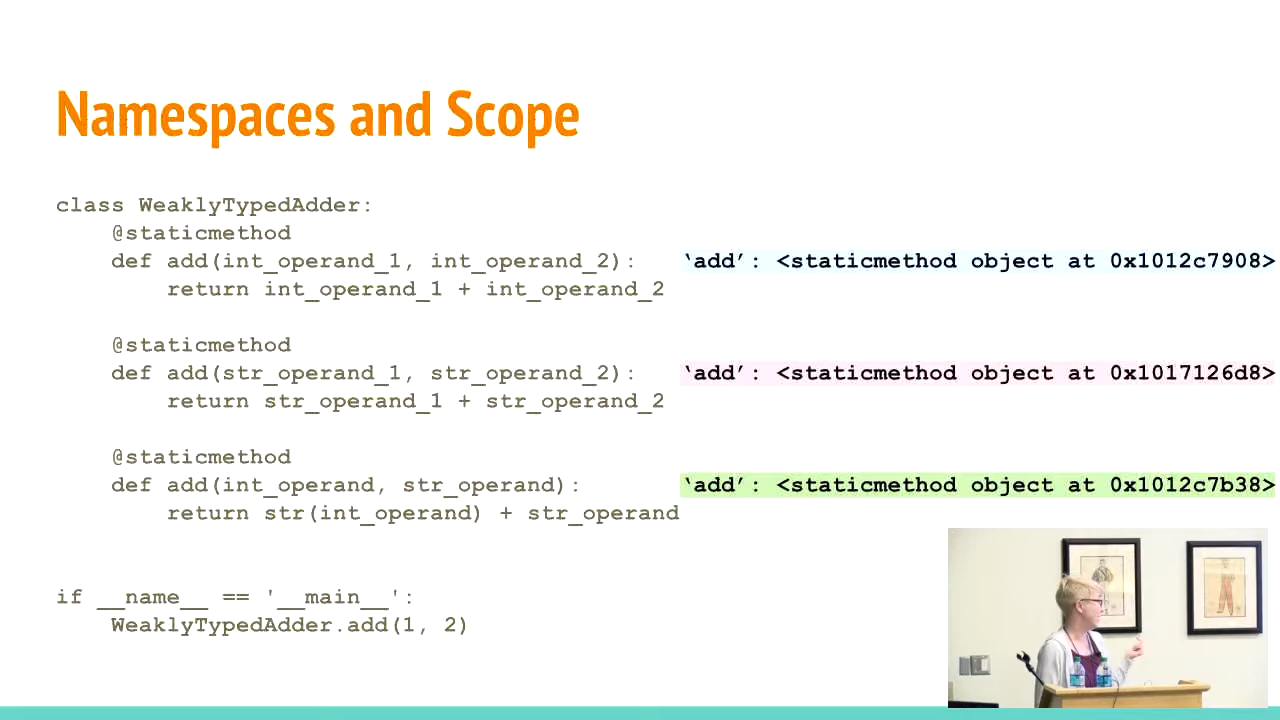 Namespaces and Scope
class WeaklyTypedAdder:
@staticmethod
def add(int_operand_1, int_operand_2): ‘add’: <staticmethod object at 0x1012c7908>
return int_operand_1 + int_operand_2
@staticmethod
def add(str_operand_1, str_operand_2): ‘add’: <staticmethod object at 0x1017126d8>
return str_operand_1 + str_operand_2
@staticmethod
def add(int_operand, str_operand): ‘add’: <staticmethod object at 0x1012c7b38>
return str(int_operand) + str_operand
if __name__ == '__main__':
WeaklyTypedAdder.add(1, 2)